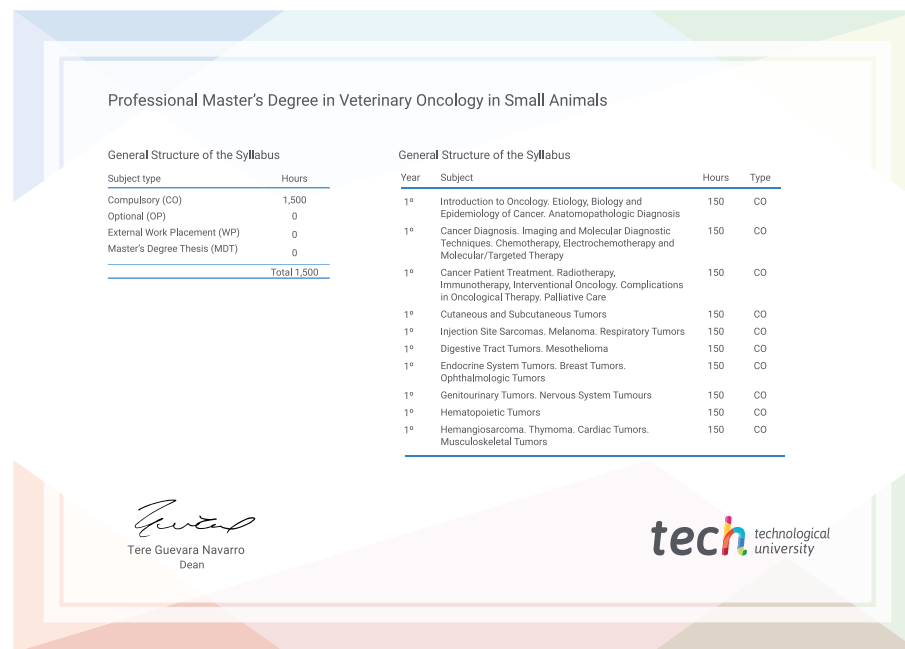 Professional Master's Degree in Veterinary Oncology in Small Animals
General Structure of the Syllabus
Subject type Hours
Compulsory (CO) 1,500
Optional (OP) 0
External Work Placement (WP) 0
Master's Degree Thesis (MDT) 0
Total 1,500
General Structure of the Syllabus
Year Subject Hours Type
1º Introduction to Oncology. Etiology, Biology and 150 CO
Epidemiology of Cancer. Anatomopathologic Diagnosis
1º Cancer Diagnosis. Imaging and Molecular Diagnostic 150 CO
Techniques. Chemotherapy, Electrochemotherapy and
Molecular/Targeted Therapy
1º Cancer Patient Treatment. Radiotherapy, 150 CO
Immunotherapy, Interventional Oncology. Complications
in Oncological Therapy. Palliative Care
1º Cutaneous and Subcutaneous Tumors 150 CO
1º Injection Site Sarcomas. Melanoma. Respiratory Tumors 150 CO
1º Digestive Tract Tumors. Mesothelioma 150 CO
1º Endocrine System Tumors. Breast Tumors. 150 CO
Ophthalmologic Tumors
1º Genitourinary Tumors. Nervous System Tumours 150 CO
1º Hematopoietic Tumors 150 CO
1º Hemangiosarcoma. Thymoma. Cardiac Tumors. 150 CO
Musculoskeletal Tumors
Tere Guevara Navarro
Dean
tech technological
university